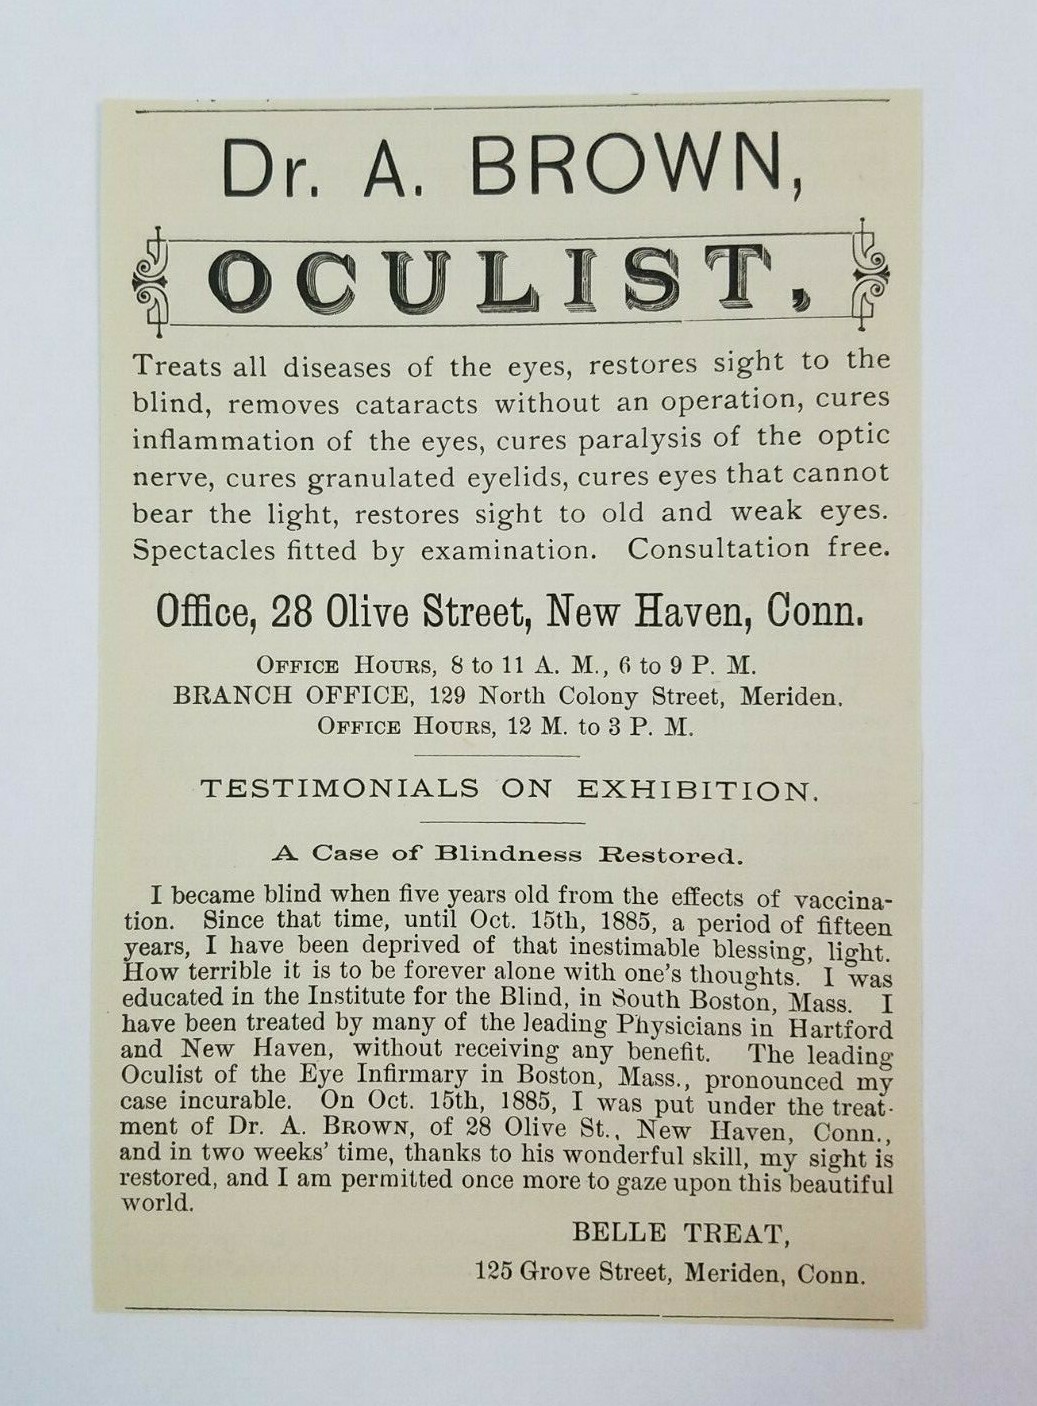 Dr. A. BROWN,
OCULIST,
Treats all diseases of the eyes, restores sight to the
blind, removes cataracts without an operation, cures
inflammation of the eyes, cures paralysis of the optic
nerve, cures granulated eyelids, cures eyes that cannot
bear the light, restores sight to old and weak eyes.
Spectacles fitted by examination. Consultation free.
Office, 28 Olive Street, New Haven, Conn.
OFFICE HOURS, 8 to 11 A. M., 6 to 9 P. M.
BRANCH OFFICE, 129 North Colony Street, Meriden.
OFFICE HOURS, 12 M. to 3 P. M.
TESTIMONIALS ON EXHIBITION.
A Case of Blindness Restored.
I became blind when five years old from the effects of vaccina-
tion. Since that time, until Oct. 15th, 1885, a period of fifteen
years, I have been deprived of that inestimable blessing, light.
How terrible it is to be forever alone with one's thoughts. I was
educated in the Institute for the Blind, in South Boston, Mass. I
have been treated by many of the leading Physicians in Hartford
and New Haven, without receiving any benefit. The leading
Oculist of the Eye Infirmary in Boston, Mass., pronounced my
case incurable. On Oct. 15th, 1885, I was put under the treat-
ment of Dr. A. BROWN, of 28 Olive St., New Haven, Conn.,
and in two weeks' time, thanks to his wonderful skill, my sight is
restored, and I am permitted once more to gaze upon this beautiful
world.
BELLE TREAT,
125 Grove Street, Meriden, Conn.